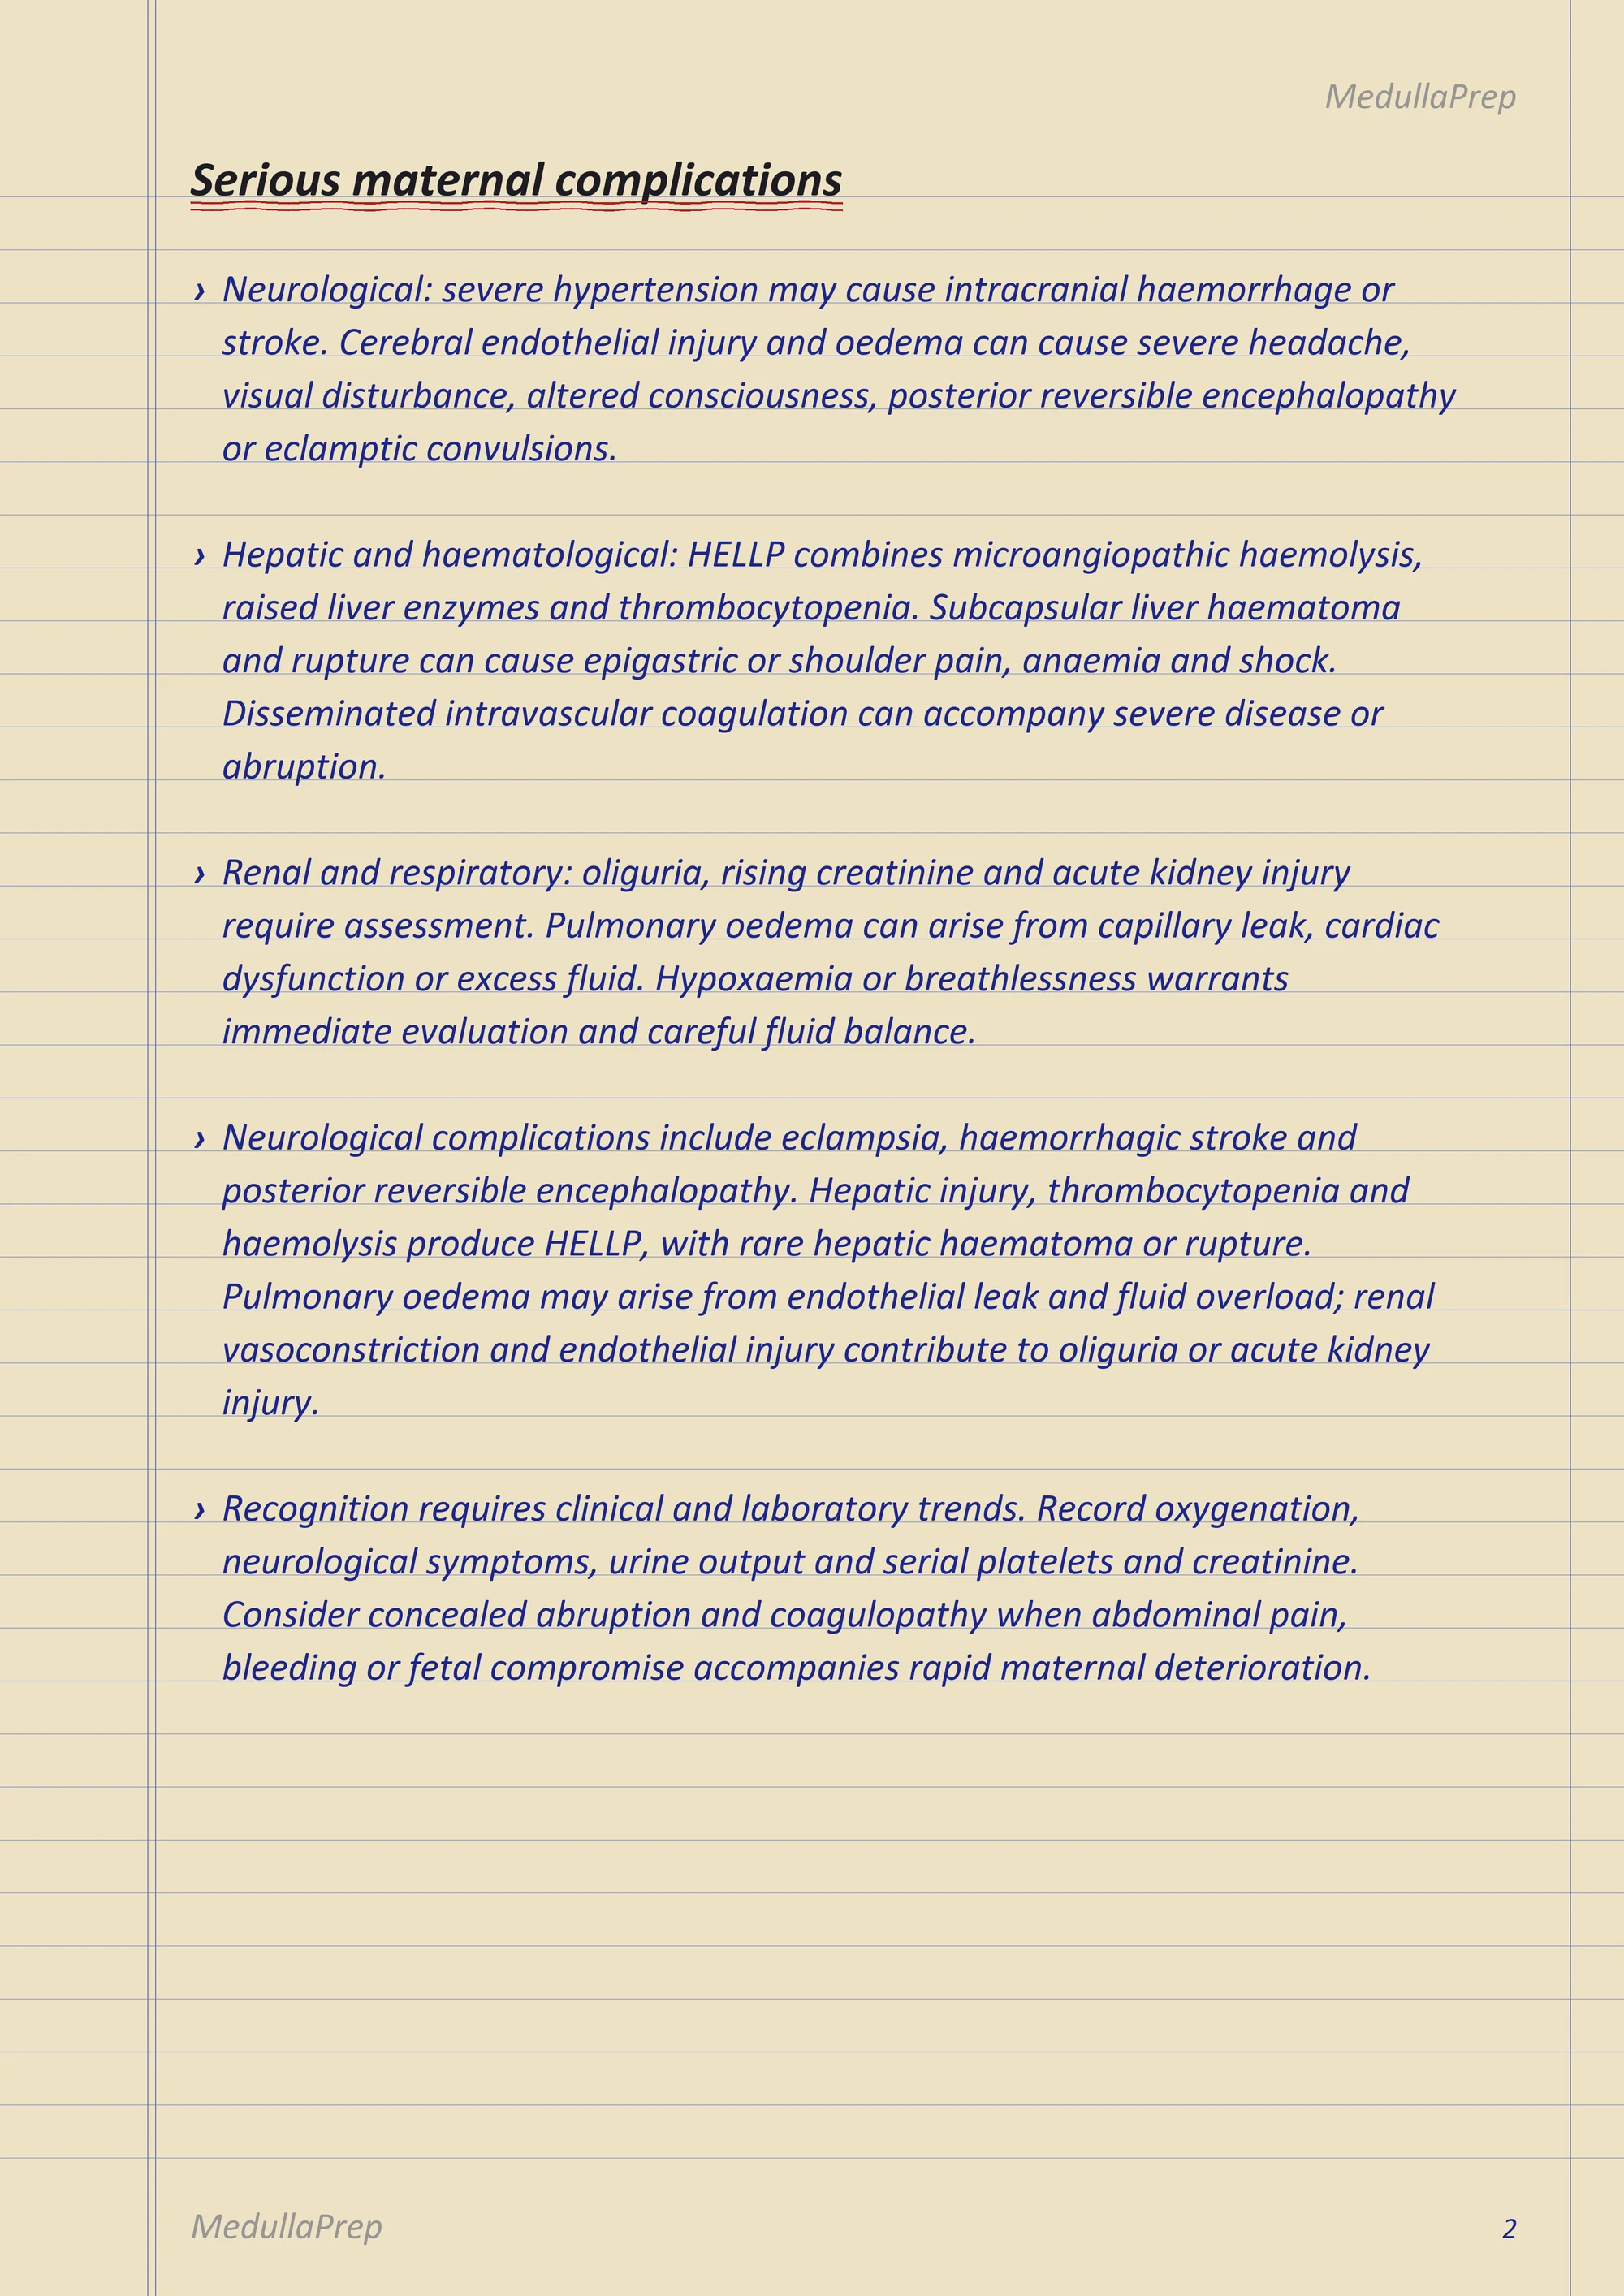 MedullaPrep
Serious maternal complications
› Neurological: severe hypertension may cause intracranial haemorrhage or
stroke. Cerebral endothelial injury and oedema can cause severe headache,
visual disturbance, altered consciousness, posterior reversible encephalopathy
or eclamptic convulsions.
› Hepatic and haematological: HELLP combines microangiopathic haemolysis,
raised liver enzymes and thrombocytopenia. Subcapsular liver haematoma
and rupture can cause epigastric or shoulder pain, anaemia and shock.
Disseminated intravascular coagulation can accompany severe disease or
abruption.
› Renal and respiratory: oliguria, rising creatinine and acute kidney injury
require assessment. Pulmonary oedema can arise from capillary leak, cardiac
dysfunction or excess fluid. Hypoxaemia or breathlessness warrants
immediate evaluation and careful fluid balance.
› Neurological complications include eclampsia, haemorrhagic stroke and
posterior reversible encephalopathy. Hepatic injury, thrombocytopenia and
haemolysis produce HELLP, with rare hepatic haematoma or rupture.
Pulmonary oedema may arise from endothelial leak and fluid overload; renal
vasoconstriction and endothelial injury contribute to oliguria or acute kidney
injury.
› Recognition requires clinical and laboratory trends. Record oxygenation,
neurological symptoms, urine output and serial platelets and creatinine.
Consider concealed abruption and coagulopathy when abdominal pain,
bleeding or fetal compromise accompanies rapid maternal deterioration.
MedullaPrep
2